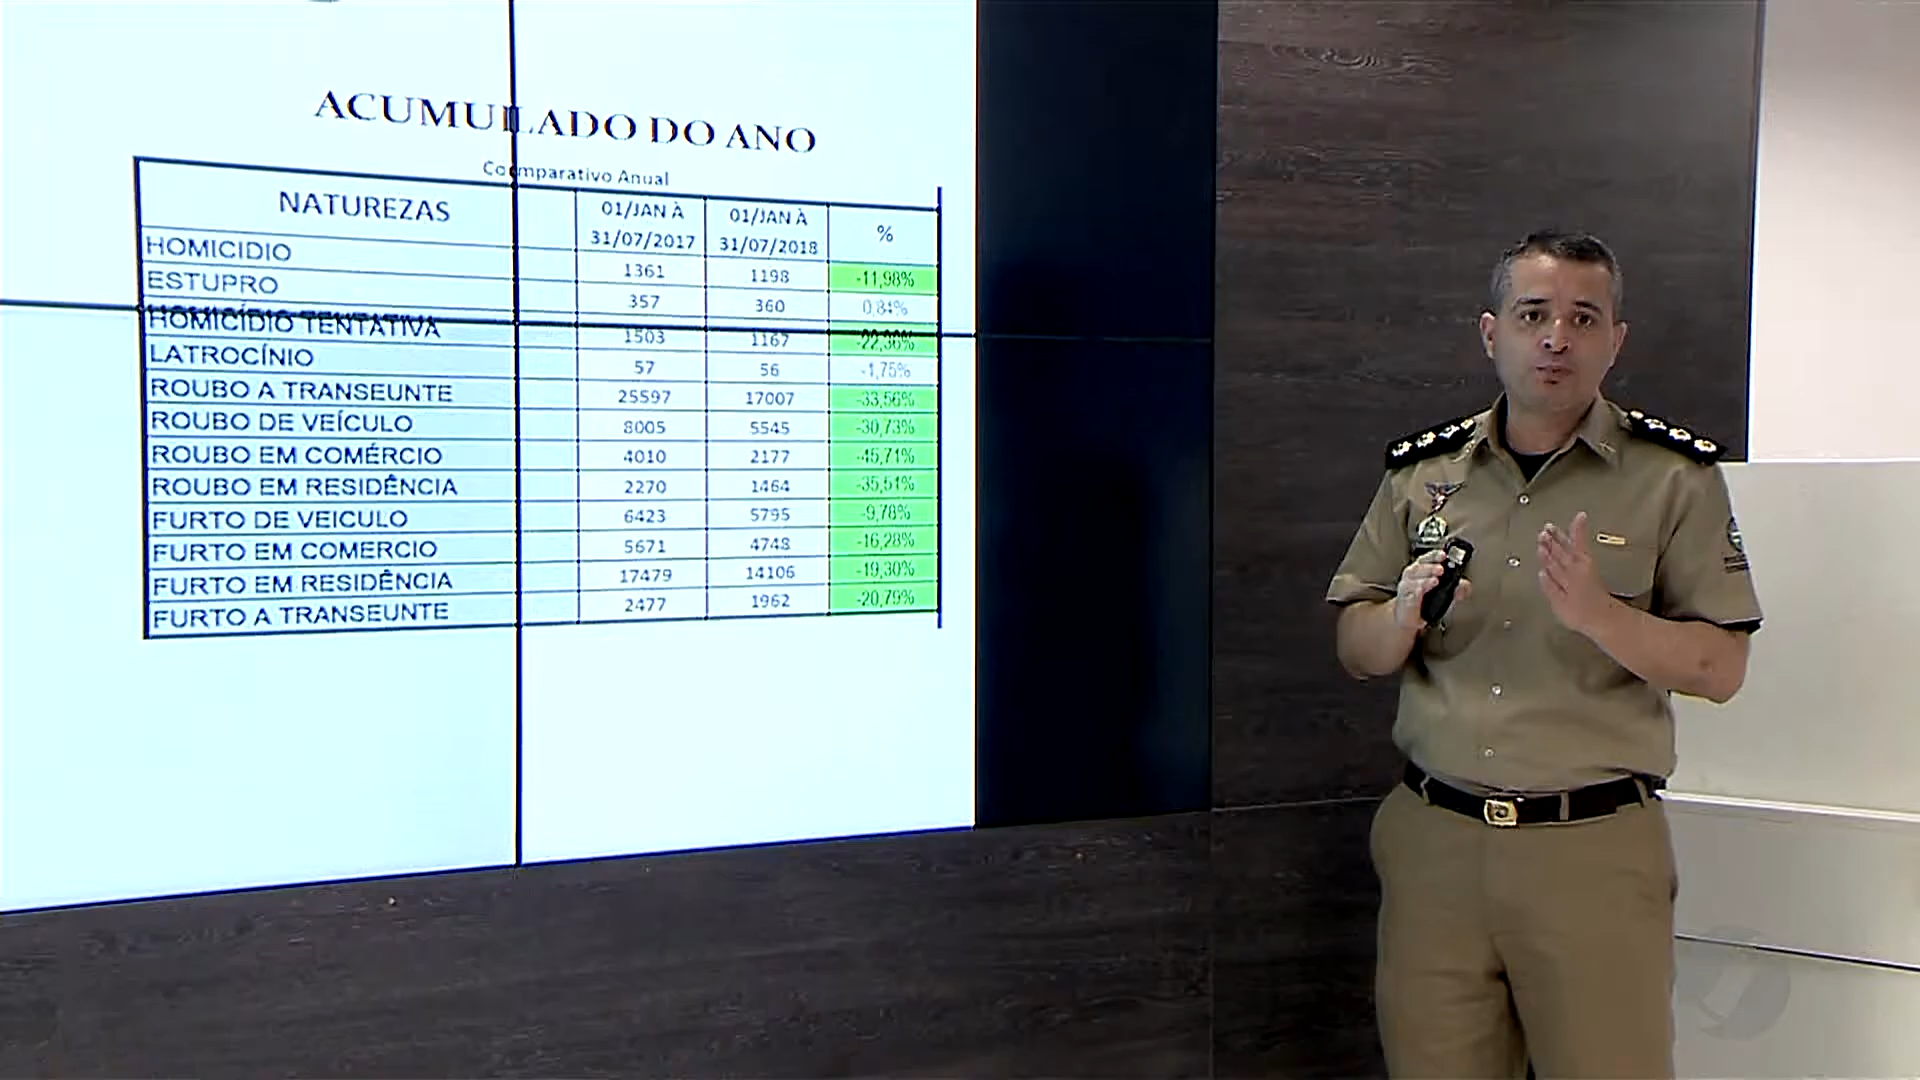 ACUMULADO DO ANO
Comparativo Anual
NATUREZAS 01/JAN À 31/07/2017 01/JAN À 31/07/2018 %
HOMICIDIO 1361 1198 -11,98%
ESTUPRO 357 360 0,84%
HOMICÍDIO TENTATIVA 1503 1167 -22,36%
LATROCÍNIO 57 56 -1,75%
ROUBO A TRANSEUNTE 25597 17007 -33,56%
ROUBO DE VEÍCULO 8005 5545 -30,73%
ROUBO EM COMÉRCIO 4010 2177 -45,71%
ROUBO EM RESIDÊNCIA 2270 1464 -35,51%
FURTO DE VEICULO 6423 5795 -9,78%
FURTO EM COMERCIO 5671 4748 -16,28%
FURTO EM RESIDÊNCIA 17479 14106 -19,30%
FURTO A TRANSEUNTE 2477 1962 -20,79%